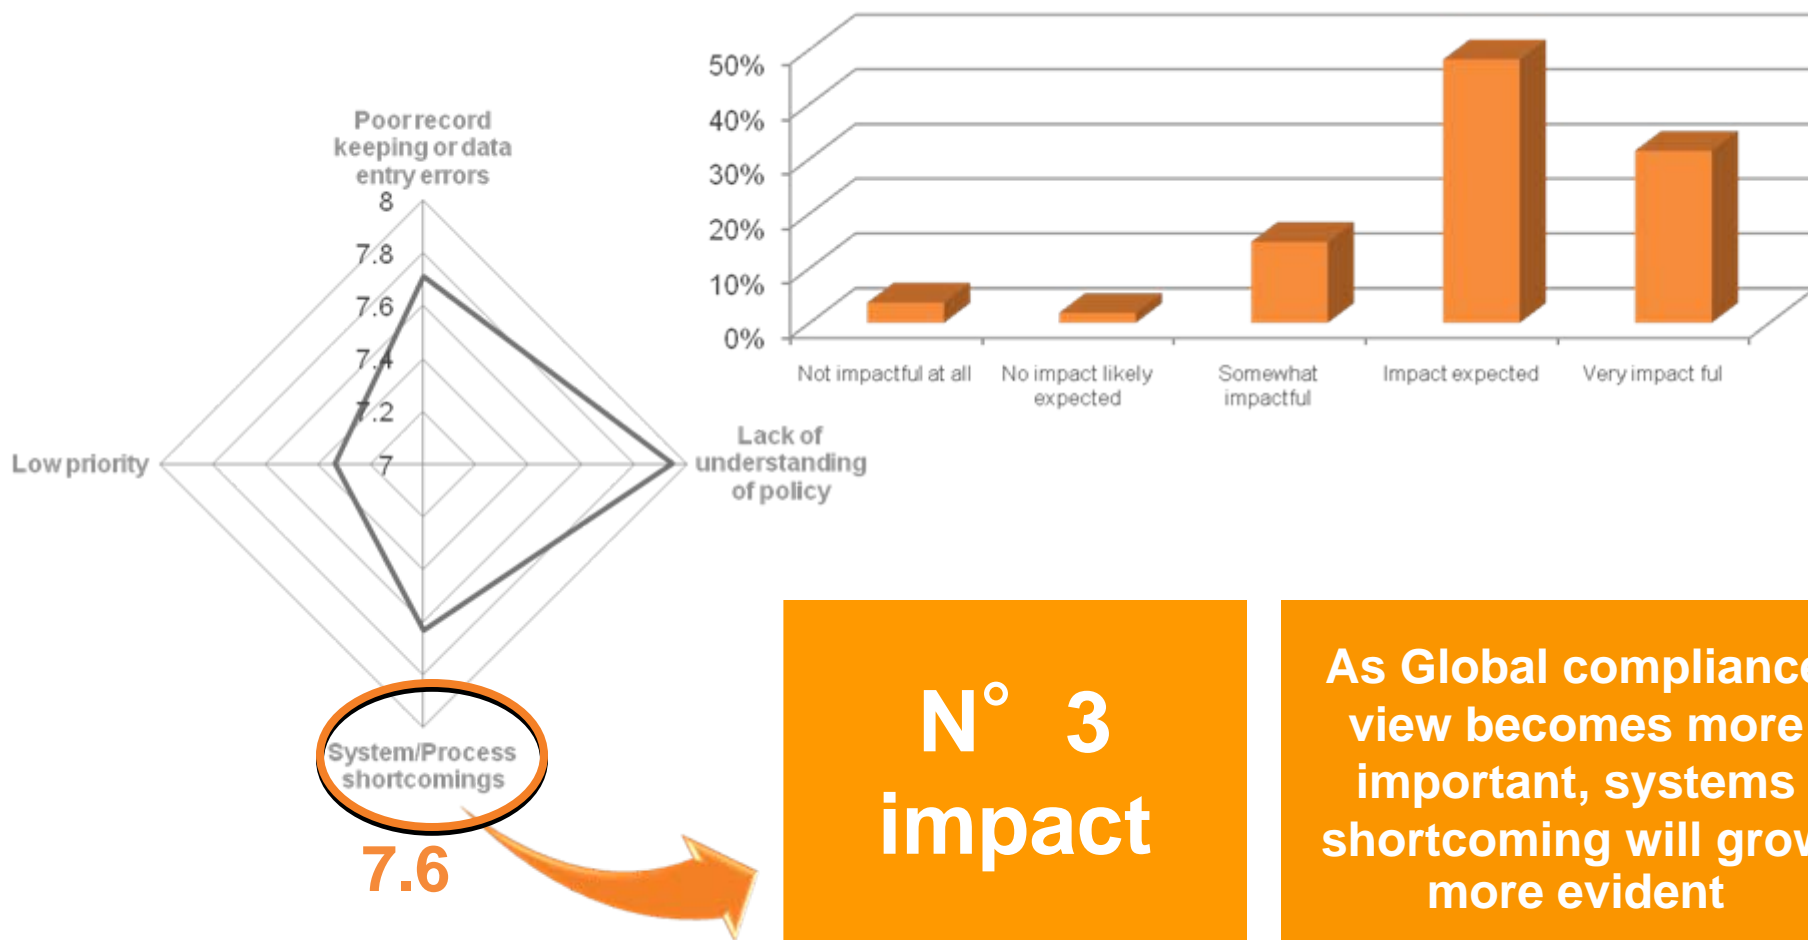 Poor record
keeping or data
entry errors
8
7.8
7.6
7.4
7.2
7
Low priority
Lack of
understanding
of policy
System/Process
shortcomings
7.6
50%
40%
30%
20%
10%
0%
Not impactful at all
No impact likely
expected
Somewhat
impactful
Impact expected
Very impact ful
N° 3
impact
As Global compliance
view becomes more
important, systems
shortcoming will grow
more evident